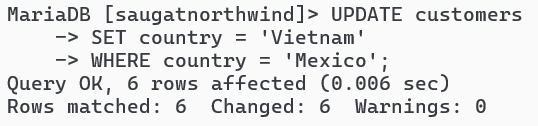 MariaDB [saugatnorthwind]> UPDATE customers
    -> SET country = 'Vietnam'
    -> WHERE country = 'Mexico';
Query OK, 6 rows affected (0.006 sec)
Rows matched: 6  Changed: 6  Warnings: 0